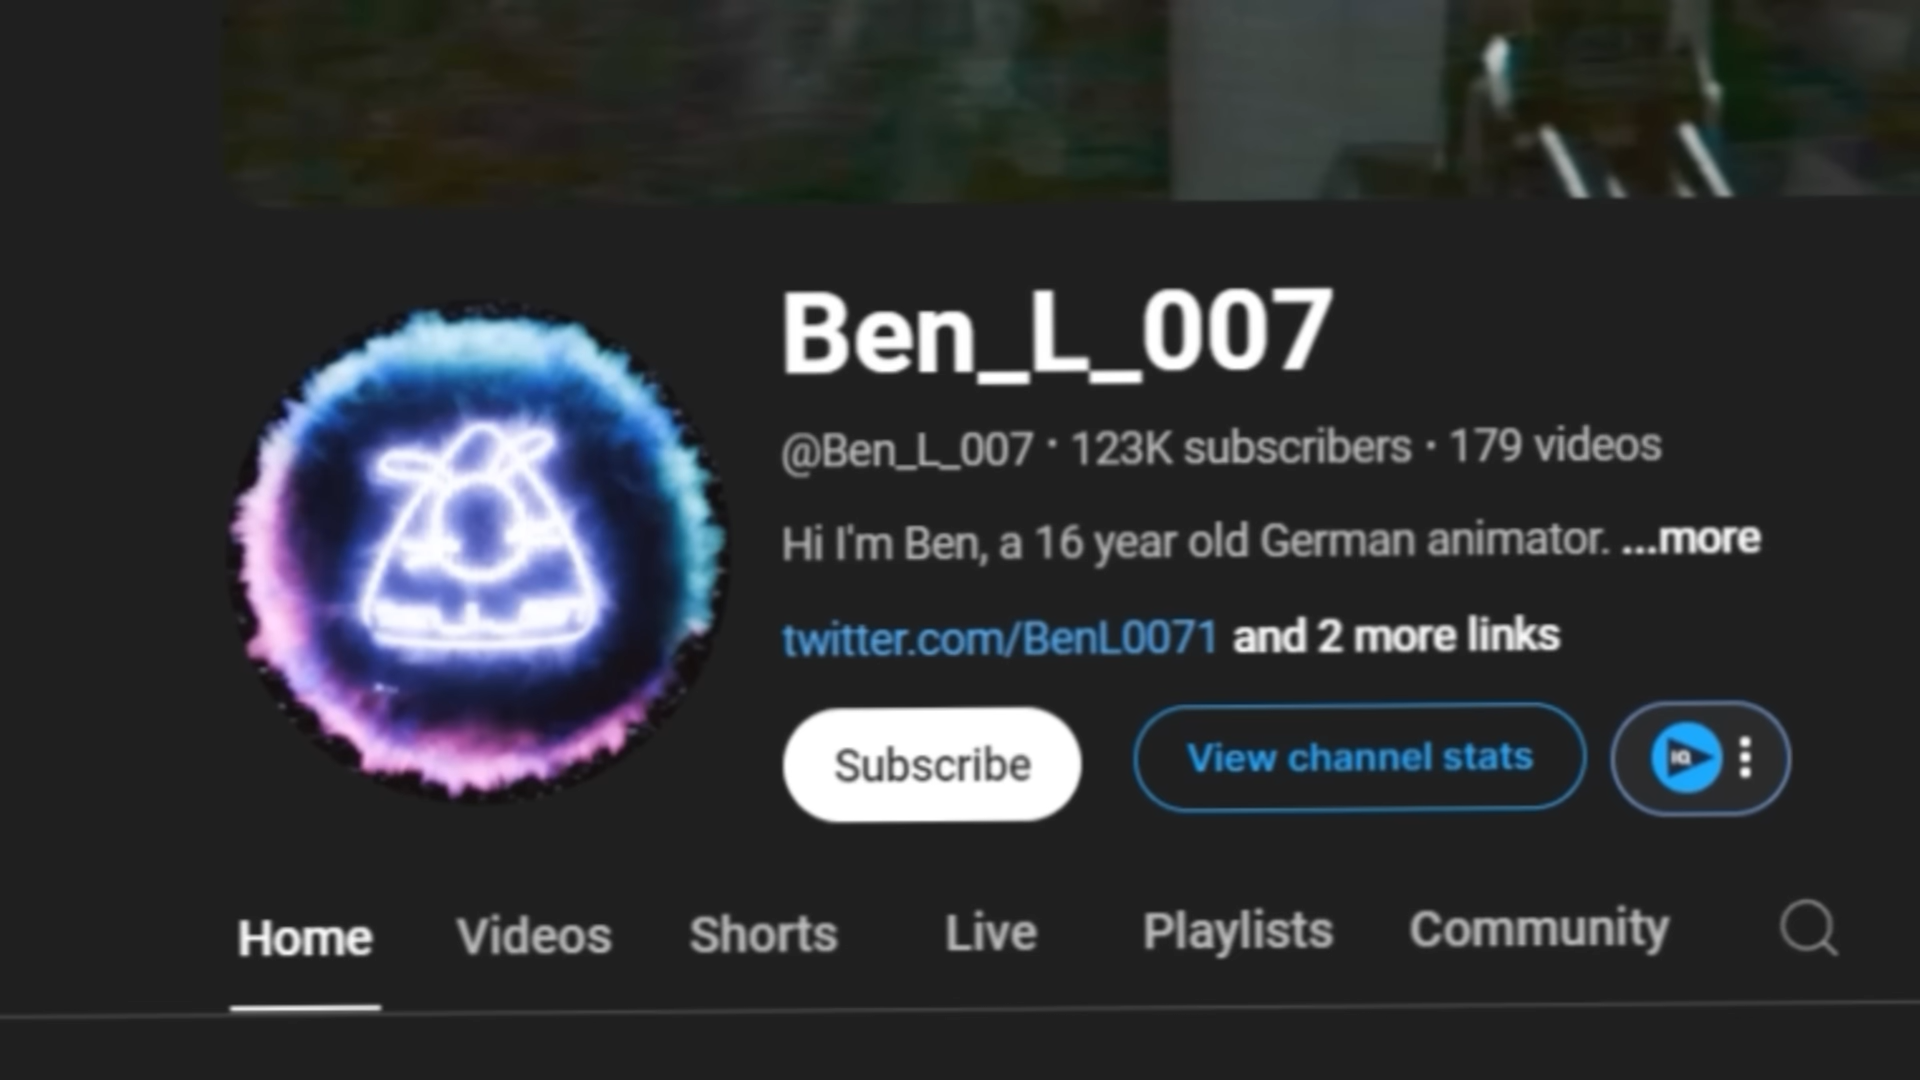 Ben_L_007
@Ben_L_007 · 123K subscribers · 179 videos
Hi I'm Ben, a 16 year old German animator. ...more
twitter.com/BenL0071 and 2 more links
Subscribe View channel stats IQ
Home Videos Shorts Live Playlists Community